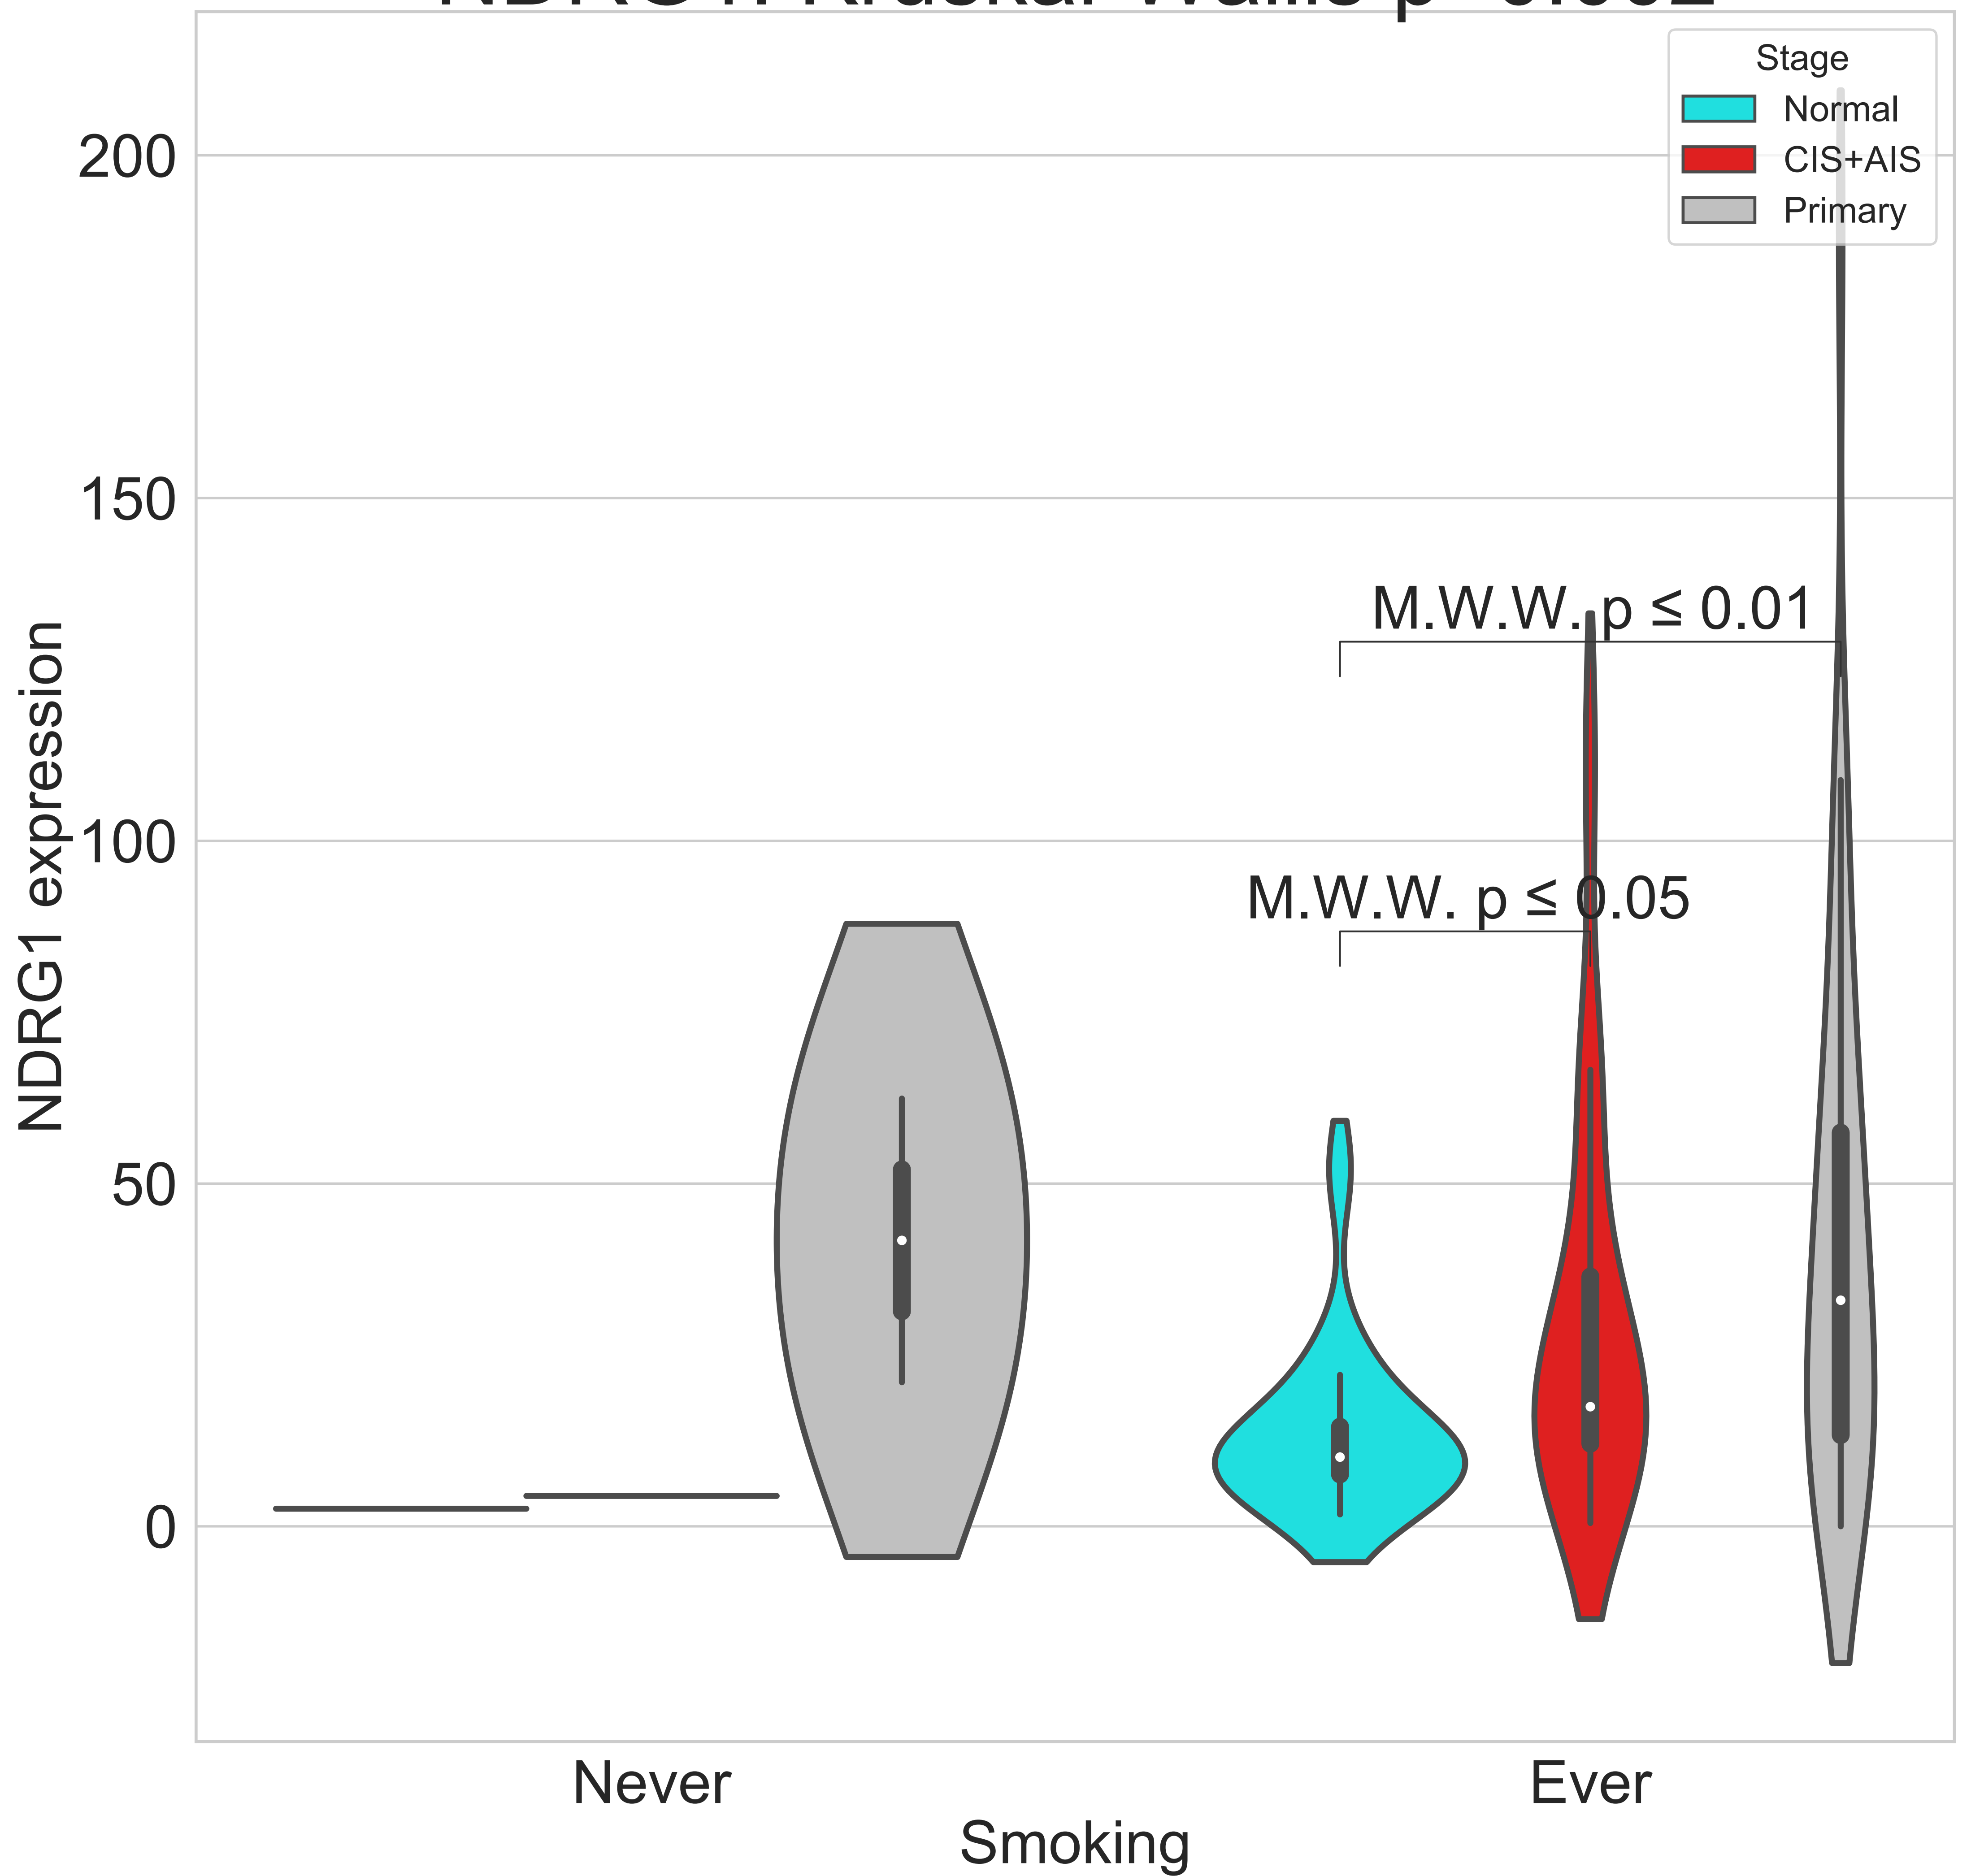 Stage
Normal
CIS+AIS
Primary
200
150
100
50
0
NDRG1 expression
M.W.W. p ≤ 0.01
M.W.W. p ≤ 0.05
Never
Ever
Smoking